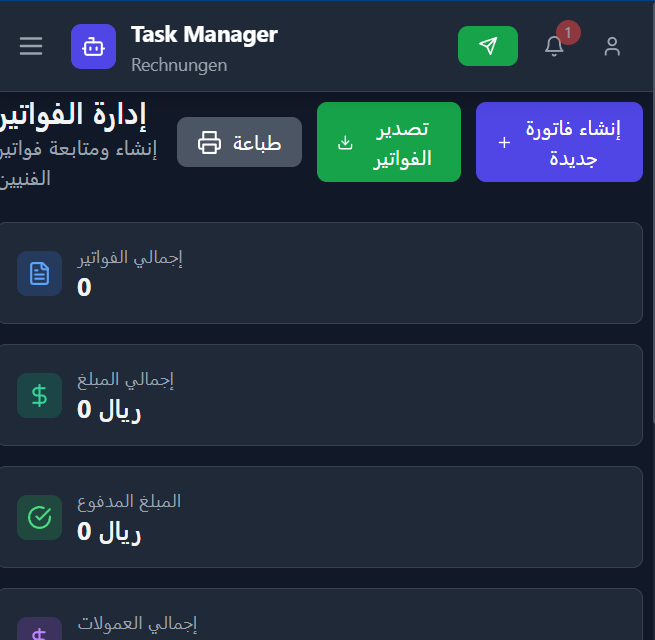 Task Manager
Rechnungen
1
إدارة الفواتير
إنشاء ومتابعة فواتير
الفنيين
طباعة
تصدير
الفواتير
إنشاء فاتورة
جديدة
إجمالي الفواتير
0
إجمالي المبلغ
0 ريال
المبلغ المدفوع
0 ريال
إجمالي العمولات